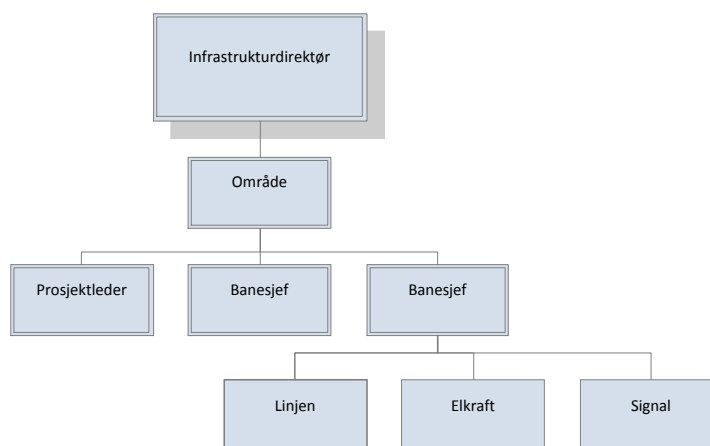 Infrastrukturdirektør
Område
Prosjektleder
Banesjef
Banesjef
Linjen
Elkraft
Signal